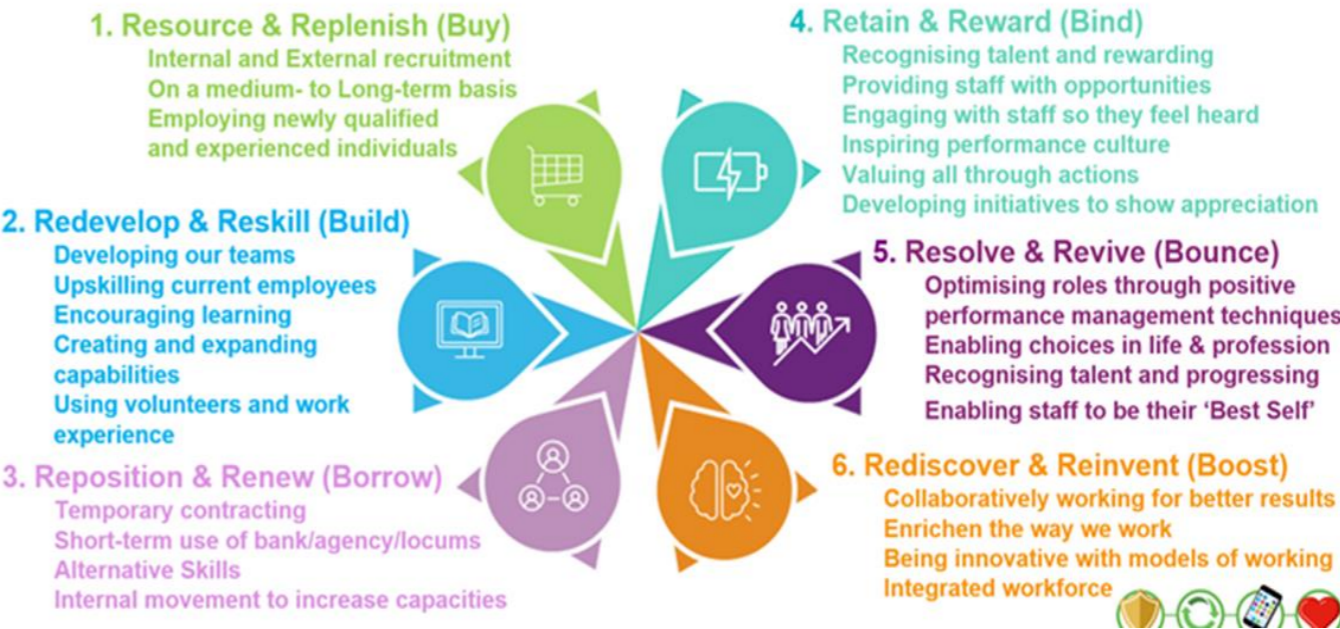 1. Resource & Replenish (Buy)
Internal and External recruitment
On a medium- to Long-term basis
Employing newly qualified
and experienced individuals
2. Redevelop & Reskill (Build)
Developing our teams
Upskilling current employees
Encouraging learning
Creating and expanding
capabilities
Using volunteers and work
experience
3. Reposition & Renew (Borrow)
Temporary contracting
Short-term use of bank/agency/locums
Alternative Skills
Internal movement to increase capacities
4. Retain & Reward (Bind)
Recognising talent and rewarding
Providing staff with opportunities
Engaging with staff so they feel heard
Inspiring performance culture
Valuing all through actions
Developing initiatives to show appreciation
5. Resolve & Revive (Bounce)
Optimising roles through positive
performance management techniques
Enabling choices in life & profession
Recognising talent and progressing
Enabling staff to be their ‘Best Self’
6. Rediscover & Reinvent (Boost)
Collaboratively working for better results
Enrichen the way we work
Being innovative with models of working
Integrated workforce